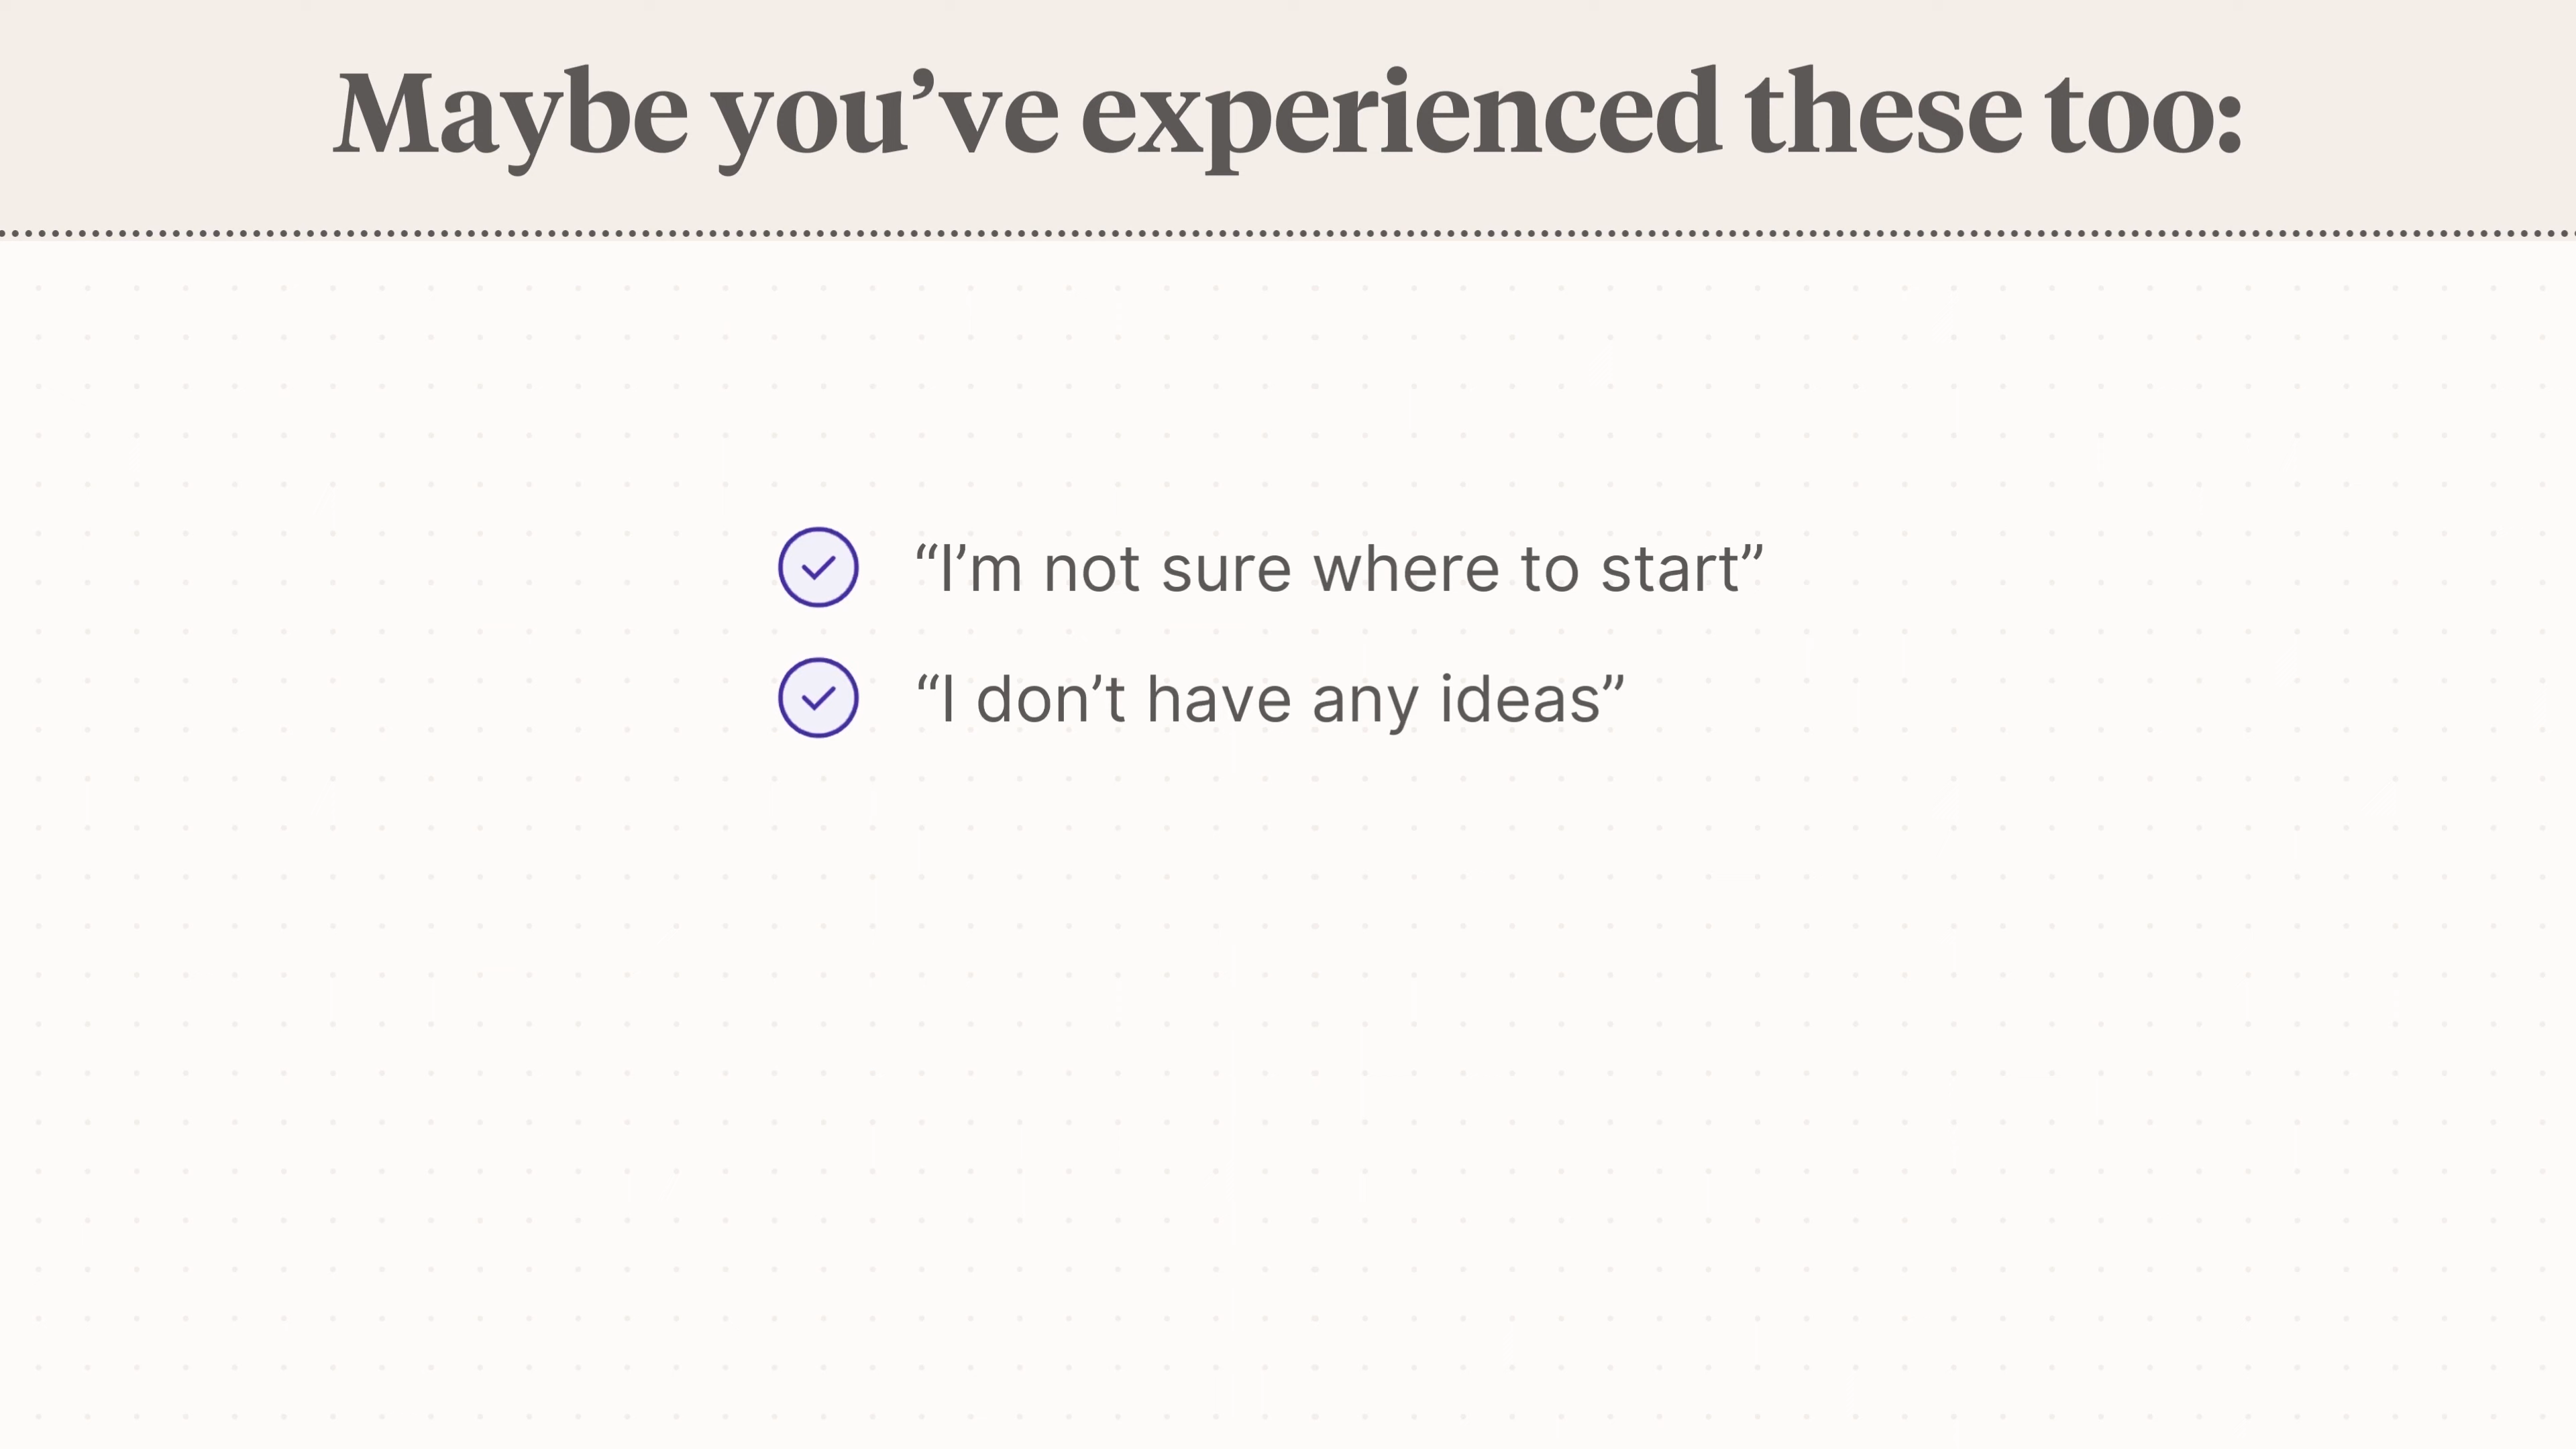 Maybe you’ve experienced these too:
“I’m not sure where to start”
“I don’t have any ideas”